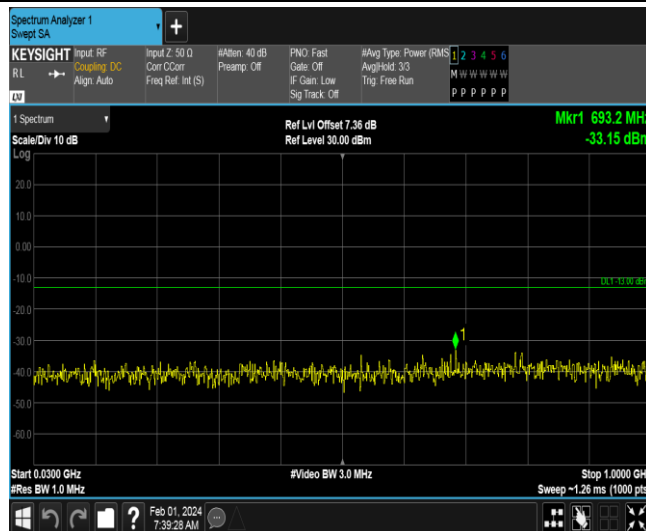 Spectrum Analyzer 1
Swept SA
+
KEYSIGHT
RL
Input: RF
Coupling: DC
Align: Auto
Input Z: 50 Ω
Corr CCorr
Freq Ref: Int (S)
#Atten: 40 dB
Preamp: Off
PNO: Fast
Gate: Off
IF Gain: Low
Sig Track: Off
#Avg Type: Power (RMS
Avg|Hold: 3/3
Trig: Free Run
1 2 3 4 5 6
M W W W W W
P P P P P P
1 Spectrum
Scale/Div 10 dB
Log
Ref Lvl Offset 7.36 dB
Ref Level 30.00 dBm
Mkr1 693.2 MHz
-33.15 dBm
20.0
10.0
0.00
-10.0
DL1 -13.00 dBm
-20.0
-30.0
1
-40.0
-50.0
-60.0
Start 0.0300 GHz
#Res BW 1.0 MHz
#Video BW 3.0 MHz
Stop 1.0000 GH
Sweep ~1.26 ms (1000 pts
?
Feb 01, 2024
7:39:28 AM